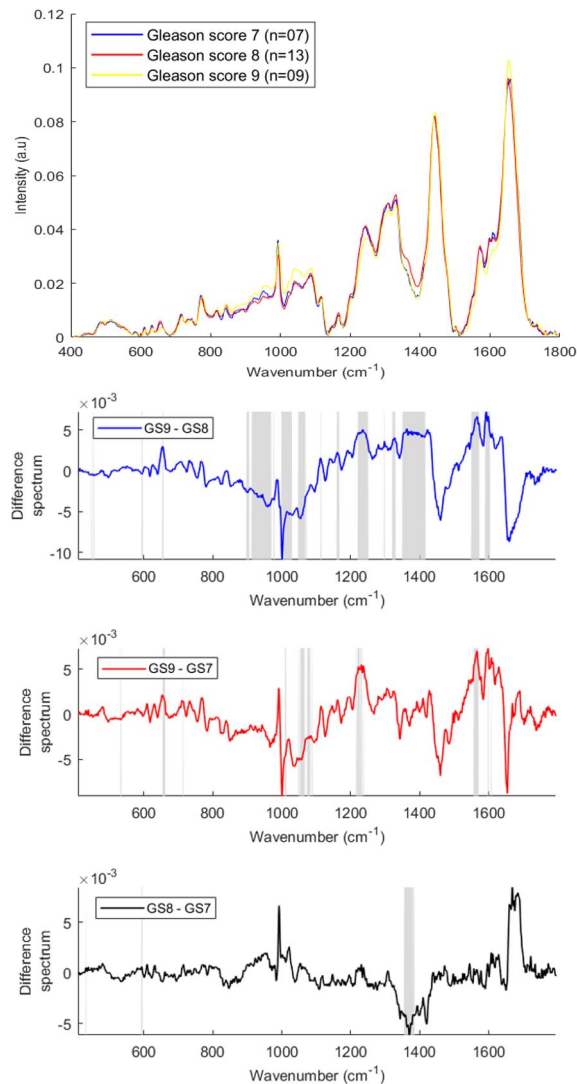 0.12
0.1
0.08
0.06
0.04
0.02
0
Intensity (a.u)
Gleason score 7 (n=07)
Gleason score 8 (n=13)
Gleason score 9 (n=09)
400 600 800 1000 1200 1400 1600 1800
Wavenumber (cm⁻¹)
×10⁻³
5
0
-5
-10
Difference
spectrum
GS9 - GS8
600 800 1000 1200 1400 1600
Wavenumber (cm⁻¹)
×10⁻³
5
0
-5
Difference
spectrum
GS9 - GS7
600 800 1000 1200 1400 1600
Wavenumber (cm⁻¹)
×10⁻³
5
0
-5
Difference
spectrum
GS8 - GS7
600 800 1000 1200 1400 1600
Wavenumber (cm⁻¹)